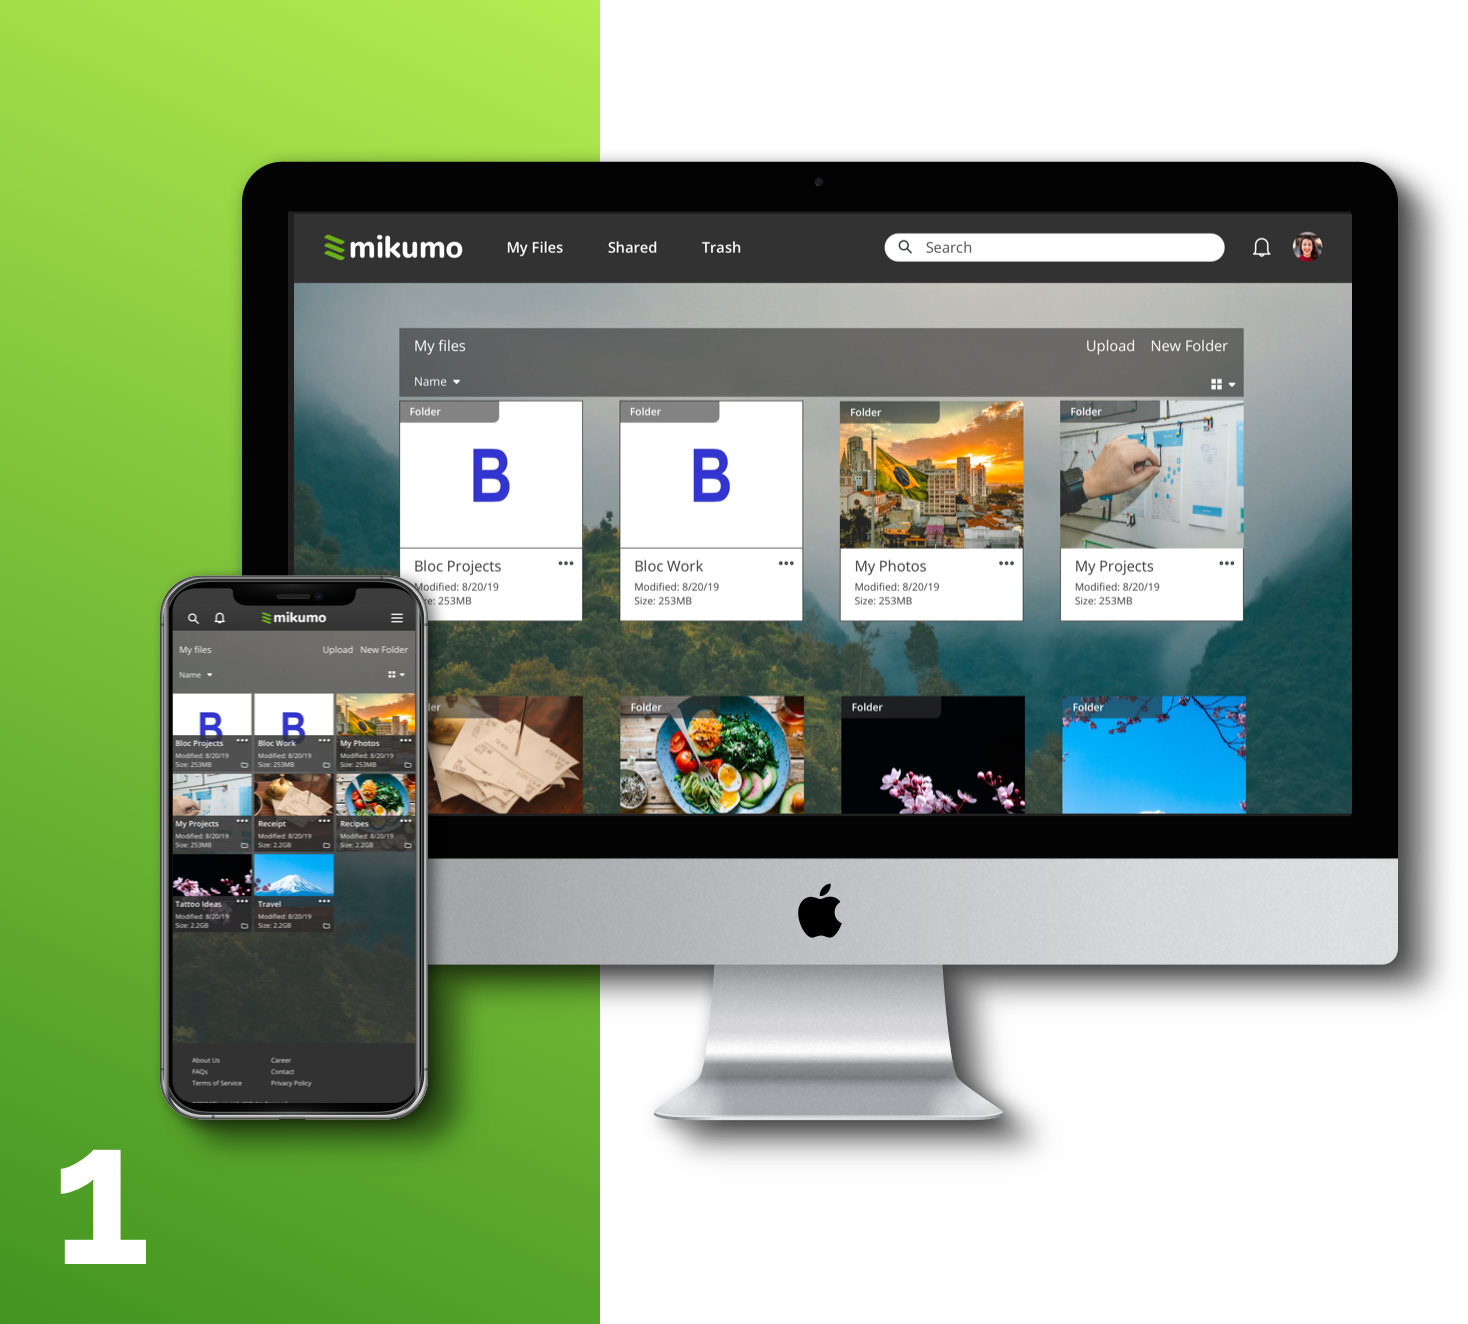 mikumo
My Files Shared Trash
Search
My files
Upload New Folder
Name
Folder
Folder
Folder
Folder
B
B
Bloc Projects
Modified: 8/20/19
Size: 253MB
Bloc Work
Modified: 8/20/19
Size: 253MB
My Photos
Modified: 8/20/19
Size: 253MB
My Projects
Modified: 8/20/19
Size: 253MB
Folder
Folder
Folder
mikumo
My files
Upload New Folder
Name
B
B
Bloc Projects
Modified: 8/20/19
Size: 253MB
Bloc Work
Modified: 8/20/19
Size: 253MB
My Photos
Modified: 8/20/19
Size: 253MB
My Projects
Modified: 8/20/19
Size: 253MB
Receipt
Modified: 8/20/19
Size: 2.2GB
Recipes
Modified: 8/20/19
Size: 2.2GB
Tattoo Ideas
Modified: 8/20/19
Size: 2.2GB
Travel
Modified: 8/20/19
Size: 2.2GB
About Us
Career
FAQs
Contact
Terms of Service
Privacy Policy
1